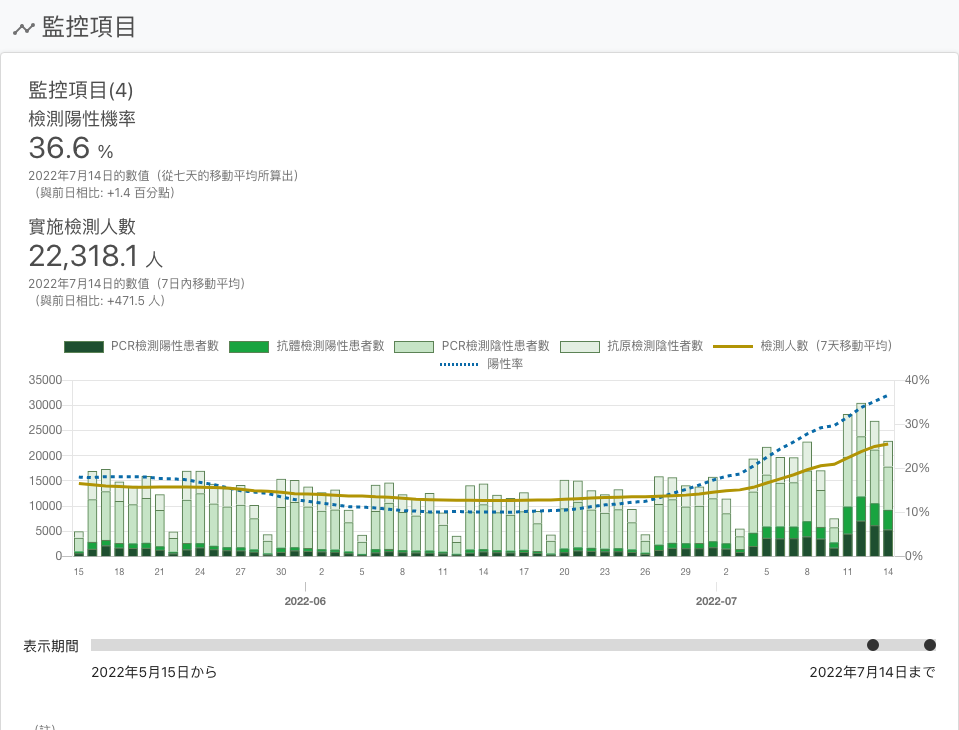 監控項目
監控項目(4)
檢測陽性機率
36.6 %
2022年7月14日的數值（從七天的移動平均所算出）
（與前日相比: +1.4 百分點）
實施檢測人數
22,318.1 人
2022年7月14日的數值（7日內移動平均）
（與前日相比: +471.5 人）
PCR檢測陽性患者數 抗體檢測陽性患者數 PCR檢測陰性患者數 抗原檢測陰性者數 檢測人數（7天移動平均）
陽性率
35000 40%
30000 30%
25000
20000 20%
15000
10000 10%
5000
0 0%
15 18 21 24 27 30 2 5 8 11 14 17 20 23 26 29 2 5 8 11 14
2022-06 2022-07
表示期間
2022年5月15日から 2022年7月14日まで
（註）